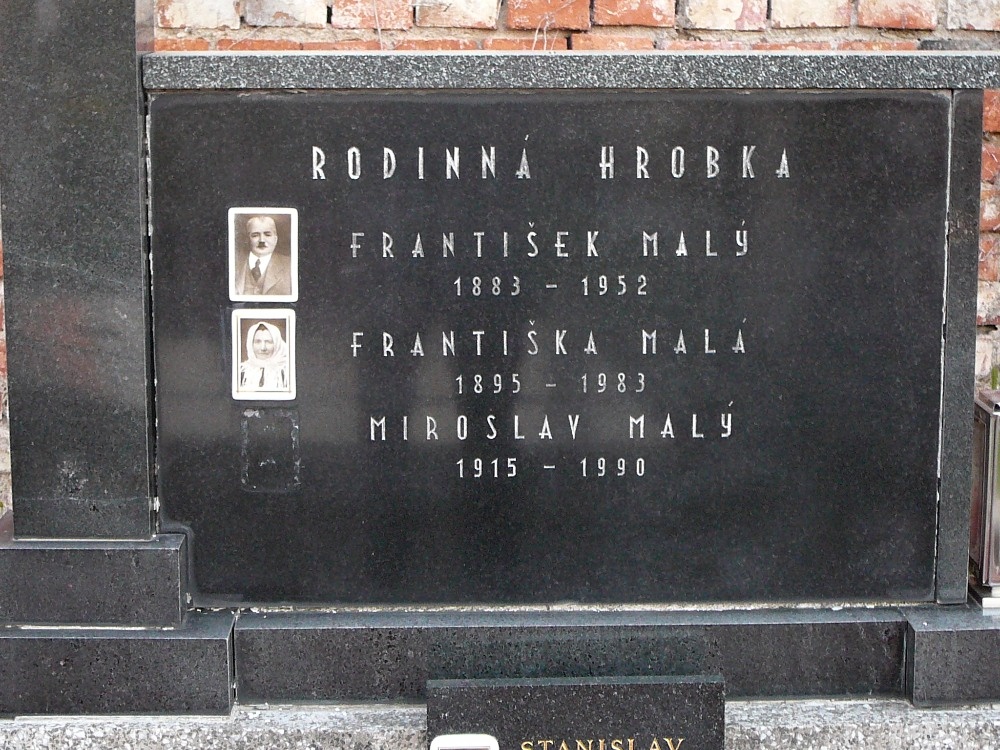 RODINNÁ HROBKA
FRANTIŠEK MALÝ
1883 - 1952
FRANTIŠKA MALÁ
1895 - 1983
MIROSLAV MALÝ
1915 - 1990
STANISLAV